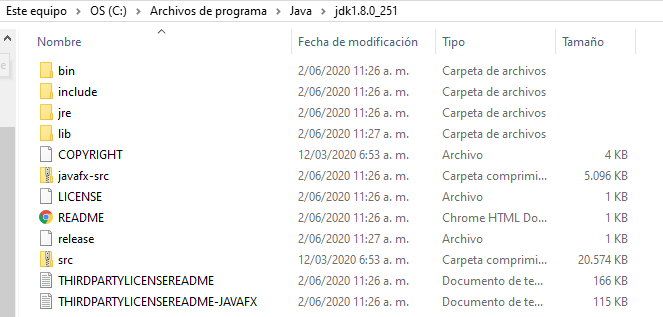 Este equipo > OS (C:) > Archivos de programa > Java > jdk1.8.0_251
Nombre Fecha de modificación Tipo Tamaño
bin 2/06/2020 11:26 a. m. Carpeta de archivos
include 2/06/2020 11:26 a. m. Carpeta de archivos
jre 2/06/2020 11:26 a. m. Carpeta de archivos
lib 2/06/2020 11:27 a. m. Carpeta de archivos
COPYRIGHT 12/03/2020 6:53 a. m. Archivo 4 KB
javafx-src 2/06/2020 11:26 a. m. Carpeta comprimi... 5.096 KB
LICENSE 2/06/2020 11:26 a. m. Archivo 1 KB
README 2/06/2020 11:26 a. m. Chrome HTML Do... 1 KB
release 2/06/2020 11:27 a. m. Archivo 1 KB
src 12/03/2020 6:53 a. m. Carpeta comprimi... 20.574 KB
THIRDPARTYLICENSEREADME 2/06/2020 11:26 a. m. Documento de te... 166 KB
THIRDPARTYLICENSEREADME-JAVAFX 2/06/2020 11:26 a. m. Documento de te... 115 KB